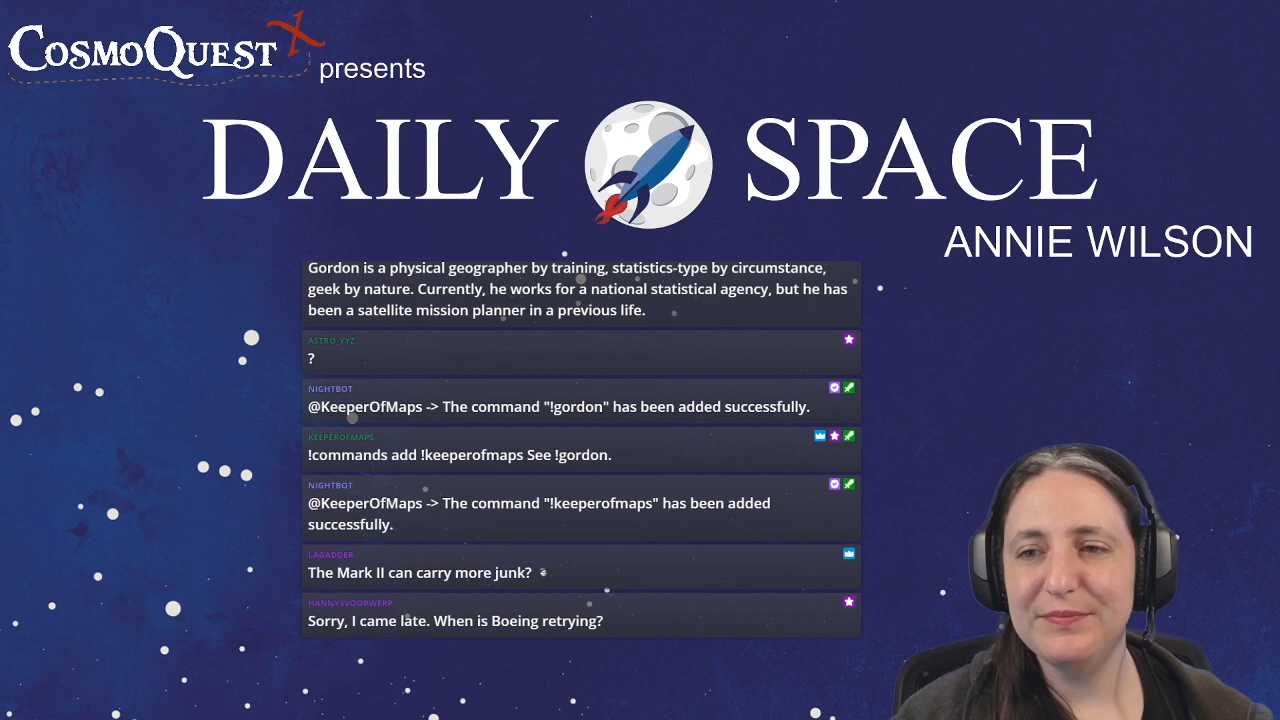 COSMOQUEST X
presents
DAILY SPACE
ANNIE WILSON
Gordon is a physical geographer by training, statistics-type by circumstance,
geek by nature. Currently, he works for a national statistical agency, but he has
been a satellite mission planner in a previous life.
ASTRO_YYZ
?
NIGHTBOT
@KeeperOfMaps -> The command "!gordon" has been added successfully.
KEEPEROFMAPS
!commands add !keeperofmaps See !gordon.
NIGHTBOT
@KeeperOfMaps -> The command "!keeperofmaps" has been added
successfully.
LAGADDER
The Mark II can carry more junk?
HANNYSVOORWERP
Sorry, I came late. When is Boeing retrying?